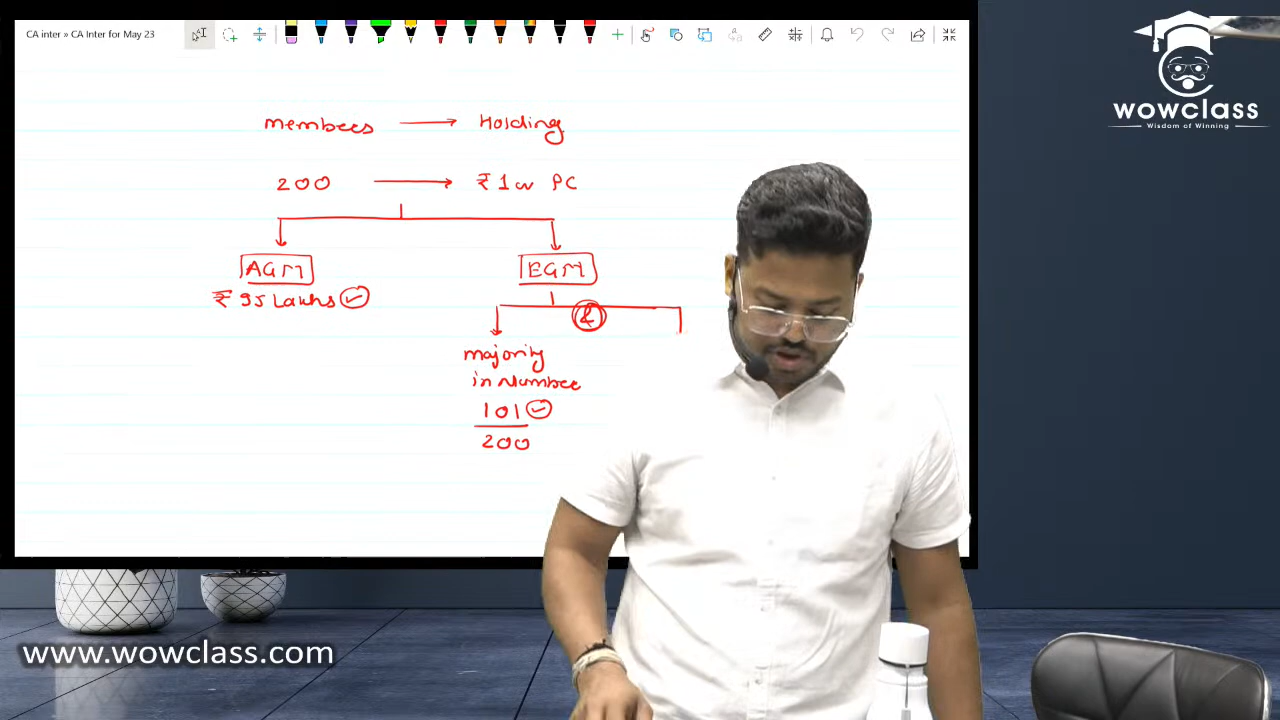 CA inter » CA Inter for May 23
wowclass
Wisdom of Winning
members → Holding
200 → ₹ 1 cr PC
AGM
EGM
₹ 95 Lakhs
&
majority
in Number
101
200
www.wowclass.com